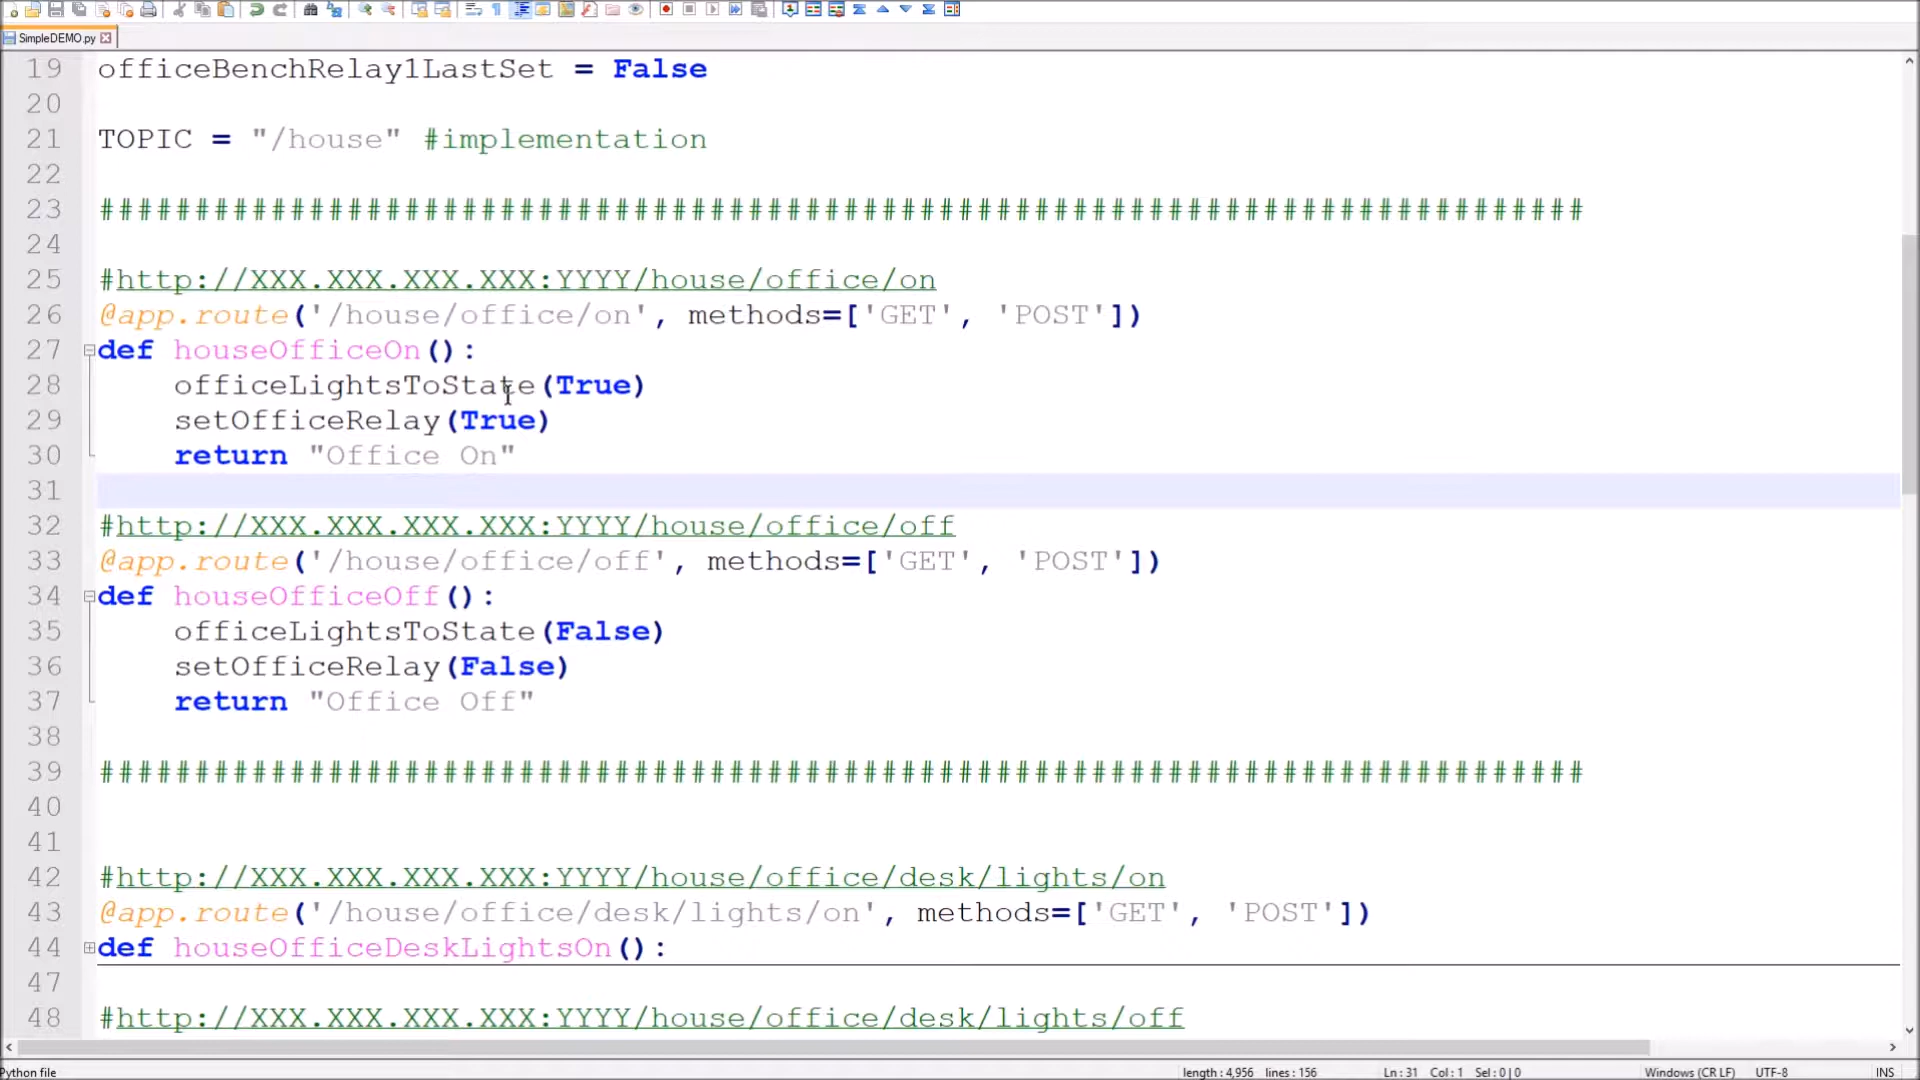 SimpleDEMO.py
19 officeBenchRelay1LastSet = False
20
21 TOPIC = "/house" #implementation
22
23 ##############################################################################
24
25 #http://XXX.XXX.XXX.XXX:YYYY/house/office/on
26 @app.route('/house/office/on', methods=['GET', 'POST'])
27 def houseOfficeOn():
28 officeLightsToState(True)
29 setOfficeRelay(True)
30 return "Office On"
31
32 #http://XXX.XXX.XXX.XXX:YYYY/house/office/off
33 @app.route('/house/office/off', methods=['GET', 'POST'])
34 def houseOfficeOff():
35 officeLightsToState(False)
36 setOfficeRelay(False)
37 return "Office Off"
38
39 ##############################################################################
40
41
42 #http://XXX.XXX.XXX.XXX:YYYY/house/office/desk/lights/on
43 @app.route('/house/office/desk/lights/on', methods=['GET', 'POST'])
44 def houseOfficeDeskLightsOn():
47
48 #http://XXX.XXX.XXX.XXX:YYYY/house/office/desk/lights/off
Python file length : 4,956 lines : 156 Ln : 31 Col : 1 Sel : 0 | 0 Windows (CR LF) UTF-8 INS